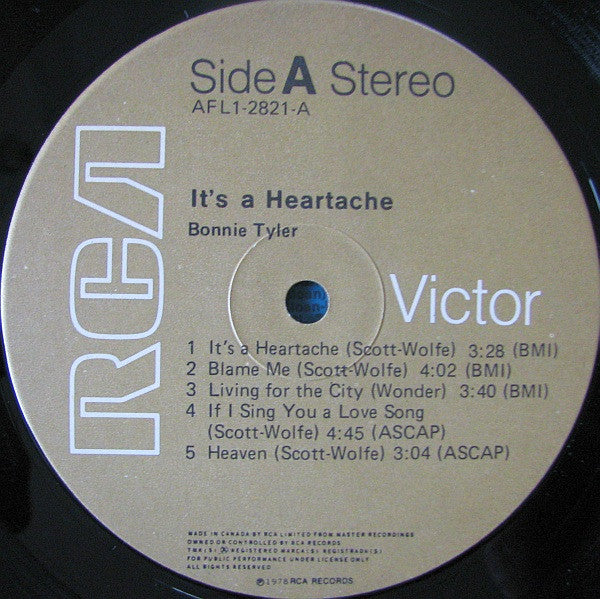 Side A Stereo
AFL1-2821-A
RCA
It's a Heartache
Bonnie Tyler
Victor
1 It's a Heartache (Scott-Wolfe) 3:28 (BMI)
2 Blame Me (Scott-Wolfe) 4:02 (BMI)
3 Living for the City (Wonder) 3:40 (BMI)
4 If I Sing You a Love Song
(Scott-Wolfe) 4:45 (ASCAP)
5 Heaven (Scott-Wolfe) 3:04 (ASCAP)
MADE IN CANADA BY RCA LIMITED FROM MASTER RECORDINGS
OWNED OR CONTROLLED BY RCA RECORDS
TMK(S) ® REGISTERED MARCA(S) REGISTRADA(S)
FOR PUBLIC PERFORMANCE UNDER LICENSE ONLY
ALL RIGHTS RESERVED
℗ 1978 RCA RECORDS